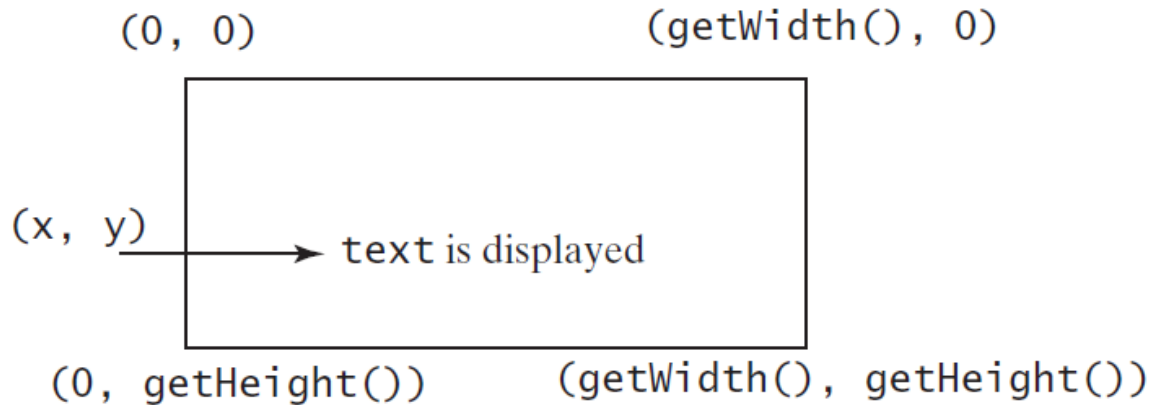 (0, 0)
(getWidth(), 0)
(x, y)
text is displayed
(0, getHeight())
(getWidth(), getHeight())